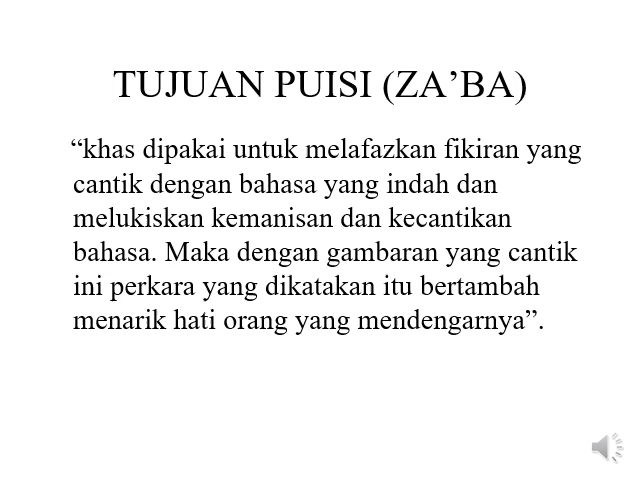 TUJUAN PUISI (ZA’BA)
“khas dipakai untuk melafazkan fikiran yang
cantik dengan bahasa yang indah dan
melukiskan kemanisan dan kecantikan
bahasa. Maka dengan gambaran yang cantik
ini perkara yang dikatakan itu bertambah
menarik hati orang yang mendengarnya”.